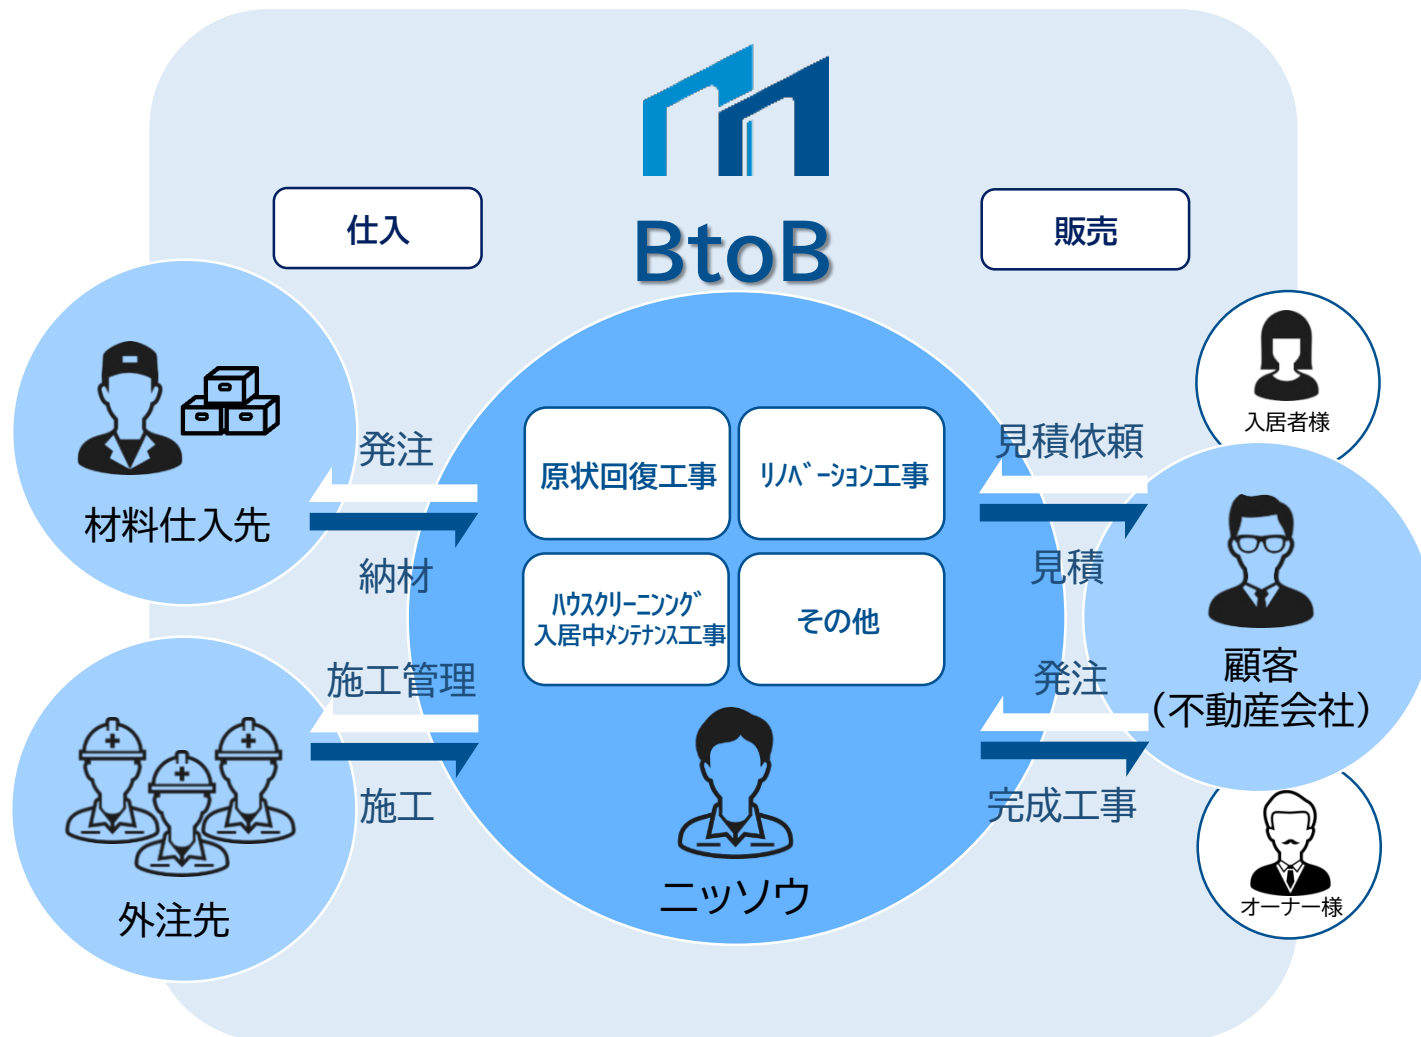 BtoB
仕入
販売
材料仕入先
発注
納材
外注先
施工管理
施工
原状回復工事
ﾘﾉﾍﾞｰｼｮﾝ工事
ﾊｳｽｸﾘｰﾆﾝﾝｸﾞ
入居中ﾒﾝﾃﾅﾝｽ工事
その他
ニッソウ
見積依頼
見積
発注
完成工事
入居者様
顧客
（不動産会社）
オーナー様